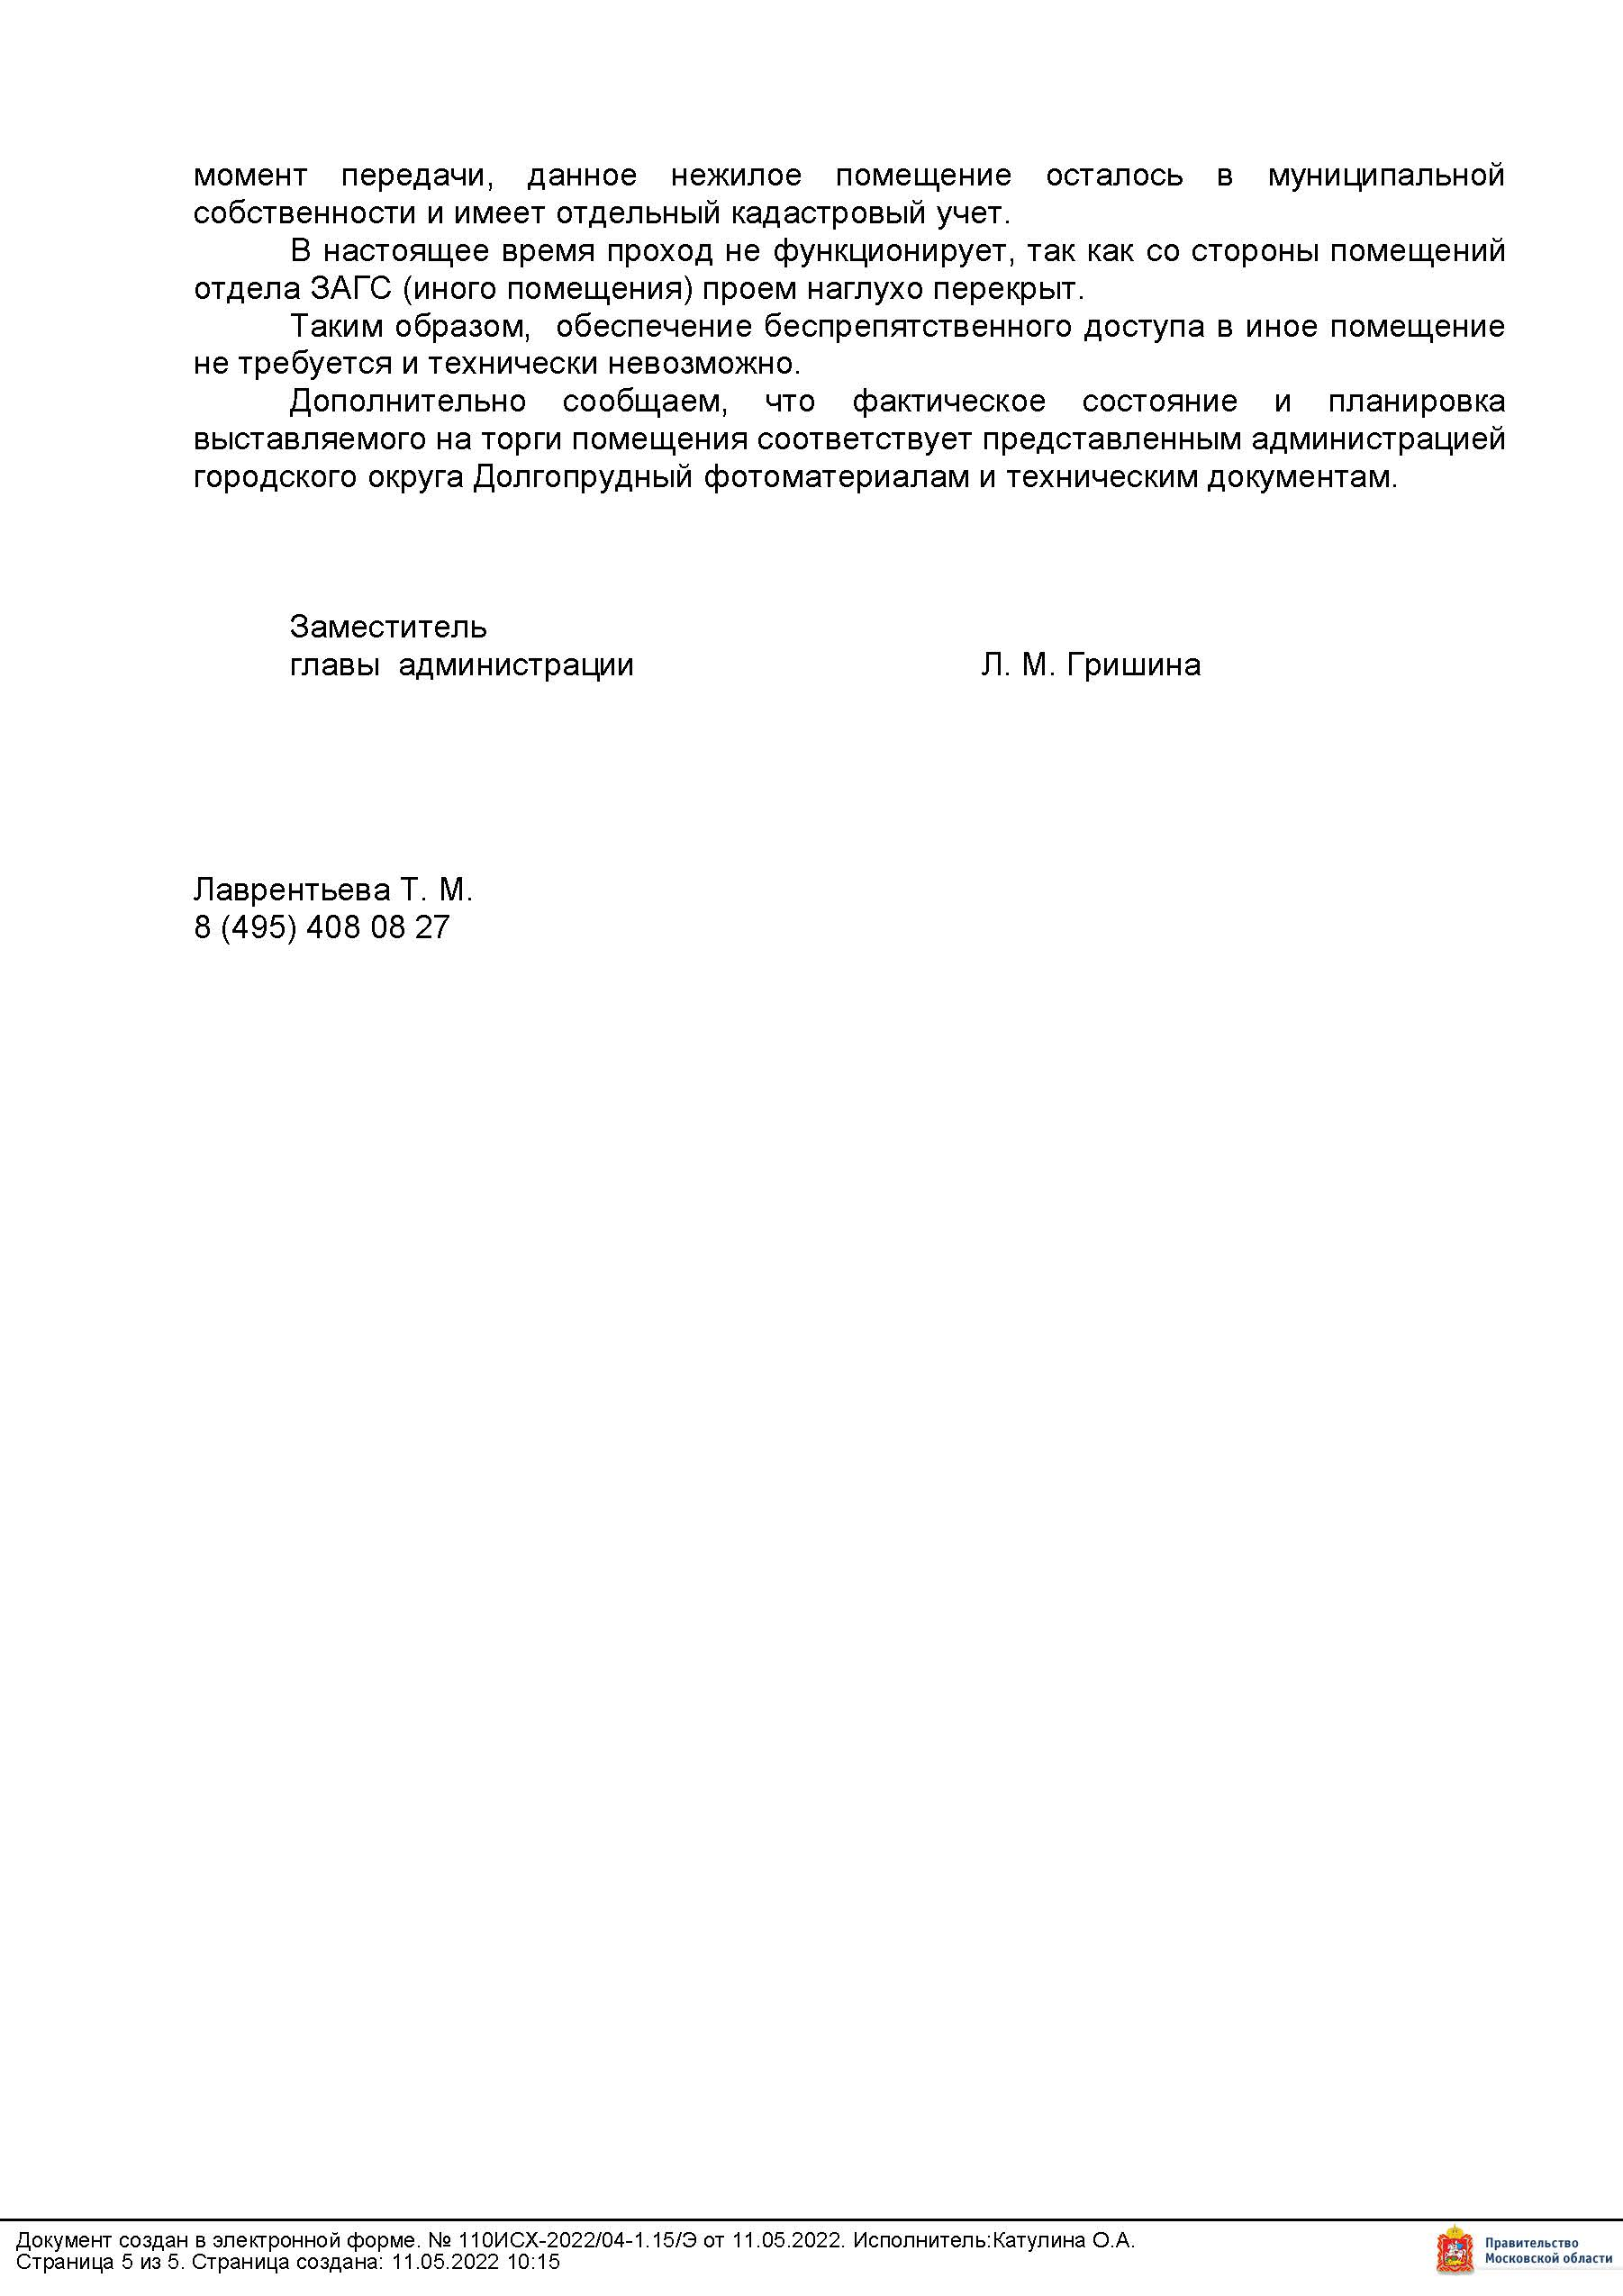 момент передачи, данное нежилое помещение осталось в муниципальной
собственности и имеет отдельный кадастровый учет.
В настоящее время проход не функционирует, так как со стороны помещений
отдела ЗАГС (иного помещения) проем наглухо перекрыт.
Таким образом, обеспечение беспрепятственного доступа в иное помещение
не требуется и технически невозможно.
Дополнительно сообщаем, что фактическое состояние и планировка
выставляемого на торги помещения соответствует представленным администрацией
городского округа Долгопрудный фотоматериалам и техническим документам.
Заместитель
главы администрации Л. М. Гришина
Лаврентьева Т. М.
8 (495) 408 08 27
Документ создан в электронной форме. № 110ИСХ-2022/04-1.15/Э от 11.05.2022. Исполнитель:Катулина О.А.
Страница 5 из 5. Страница создана: 11.05.2022 10:15
Правительство
Московской области